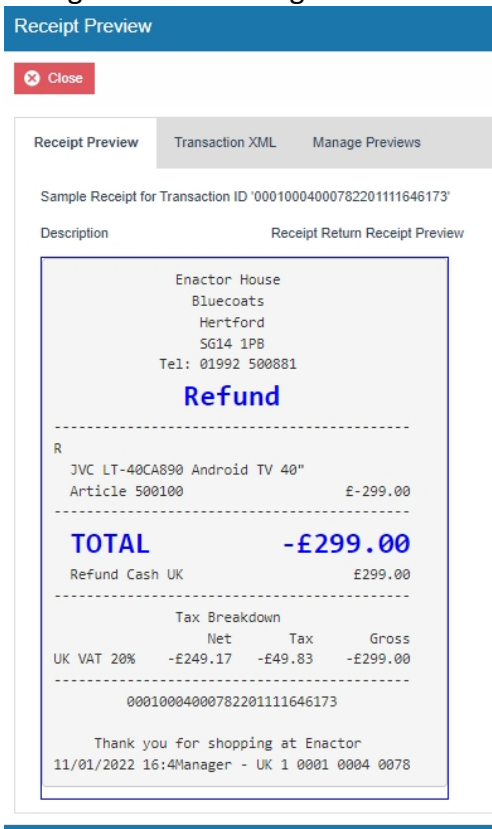 Receipt Preview
Close
Receipt Preview Transaction XML Manage Previews
Sample Receipt for Transaction ID '00010004000782201111646173'
Description Receipt Return Receipt Preview
Enactor House
Bluecoats
Hertford
SG14 1PB
Tel: 01992 500881
Refund
R
JVC LT-40CA890 Android TV 40"
Article 500100 £-299.00
TOTAL -£299.00
Refund Cash UK £299.00
Tax Breakdown
Net Tax Gross
UK VAT 20% -£249.17 -£49.83 -£299.00
00010004000782201111646173
Thank you for shopping at Enactor
11/01/2022 16:4Manager - UK 1 0001 0004 0078